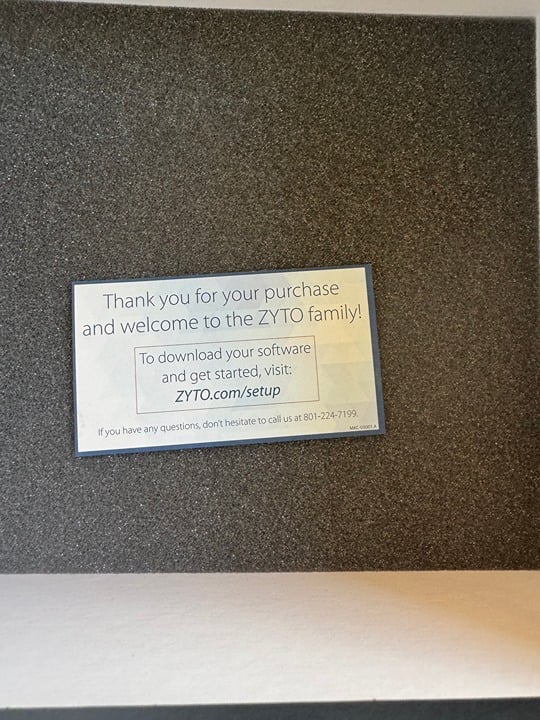 Thank you for your purchase
and welcome to the ZYTO family!
To download your software
and get started, visit:
ZYTO.com/setup
If you have any questions, don't hesitate to call us at 801-224-7199.